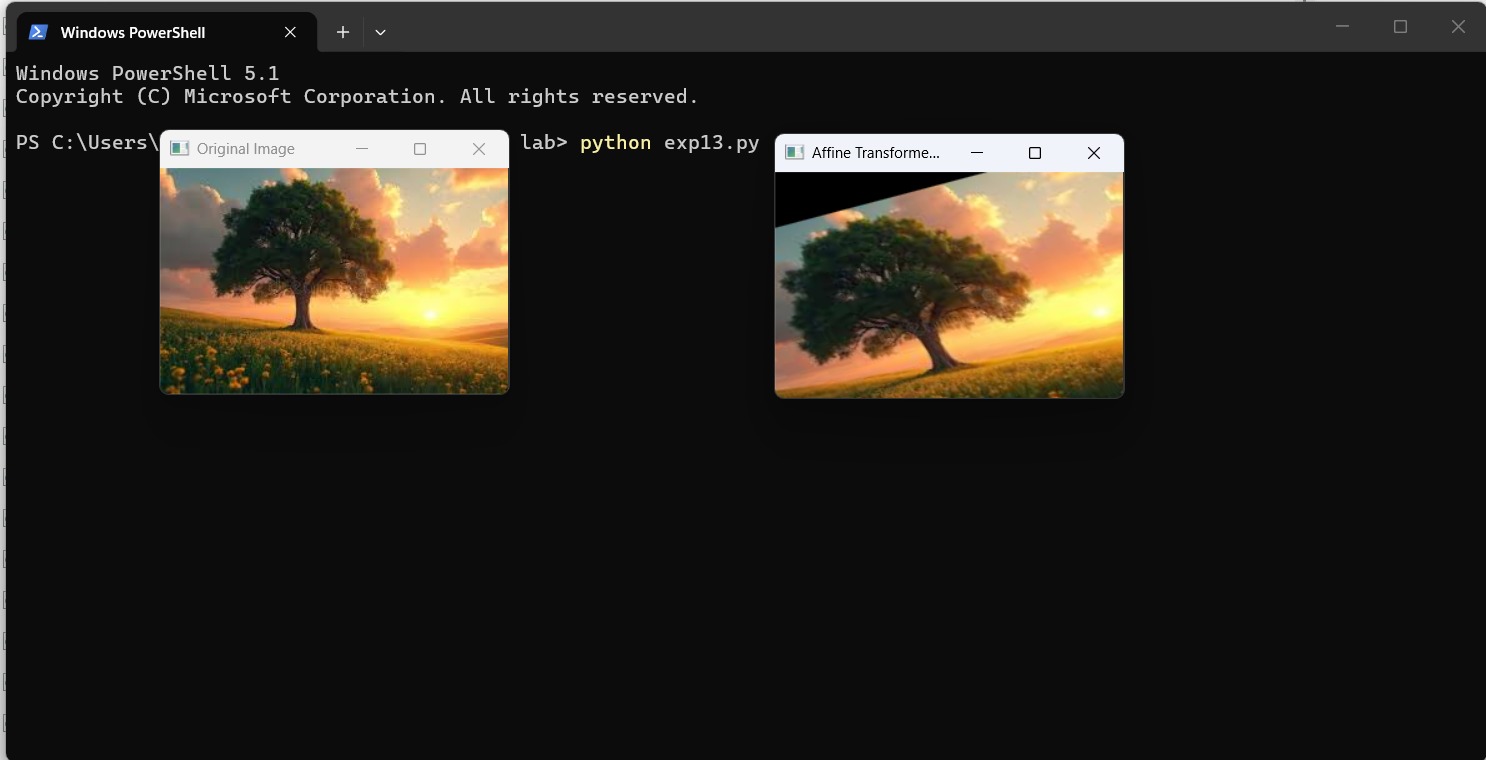 Windows PowerShell
Windows PowerShell 5.1
Copyright (C) Microsoft Corporation. All rights reserved.
PS C:\Users\ lab> python exp13.py
Original Image
Affine Transforme...